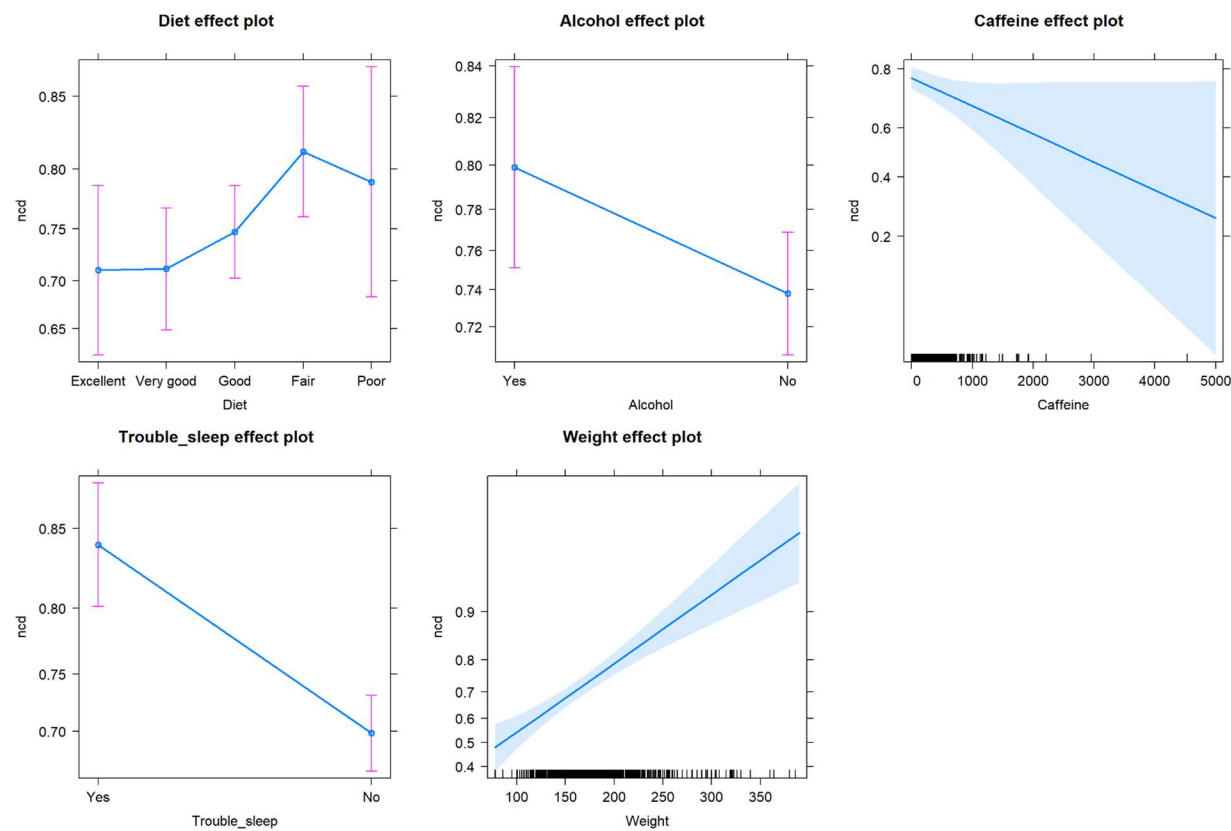 Diet effect plot
ncd
0.85
0.80
0.75
0.70
0.65
Excellent Very good Good Fair Poor
Diet
Alcohol effect plot
ncd
0.84
0.82
0.80
0.78
0.76
0.74
0.72
Yes No
Alcohol
Caffeine effect plot
ncd
0.8
0.6
0.4
0.2
0 1000 2000 3000 4000 5000
Caffeine
Trouble_sleep effect plot
ncd
0.85
0.80
0.75
0.70
Yes No
Trouble_sleep
Weight effect plot
ncd
0.9
0.8
0.7
0.6
0.5
0.4
100 150 200 250 300 350
Weight